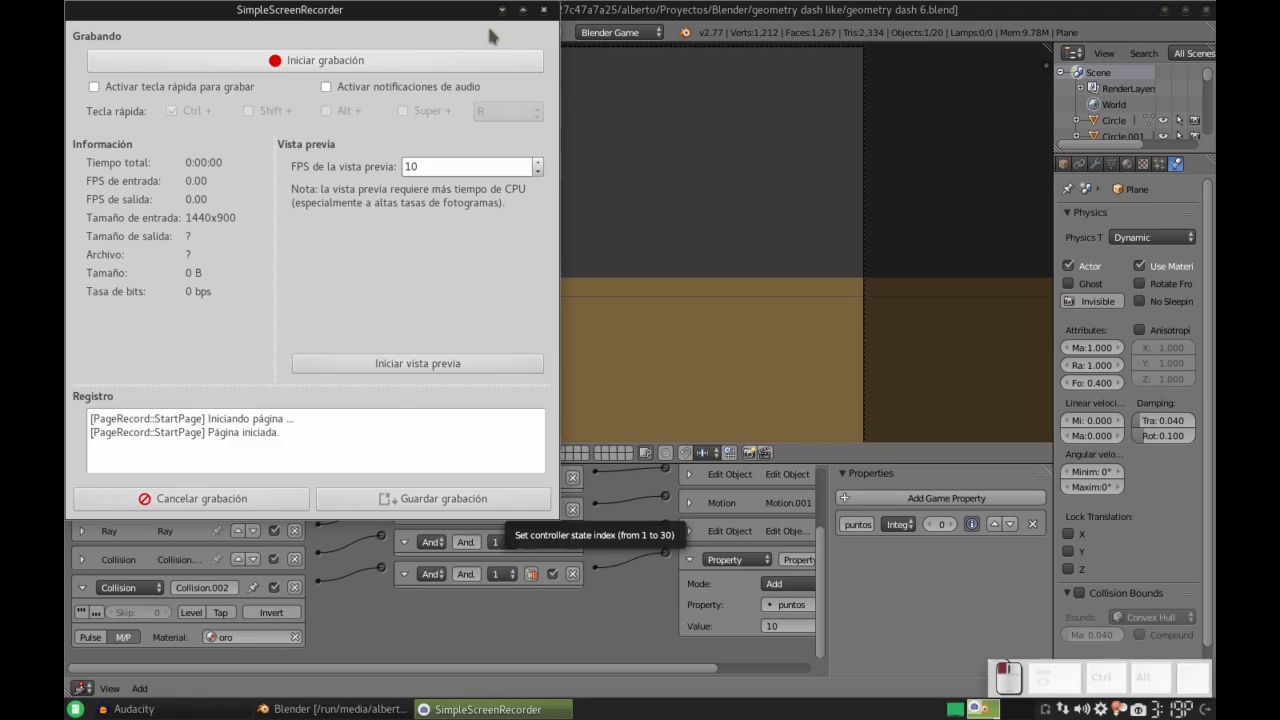 SimpleScreenRecorder
27c47a7a25/alberto/Proyectos/Blender/geometry dash like/geometry dash 6.blend]
Grabando
Iniciar grabación
Activar tecla rápida para grabar
Activar notificaciones de audio
Tecla rápida:
Ctrl +
Shift +
Alt +
Super +
R
Información
Tiempo total: 0:00:00
FPS de entrada: 0.00
FPS de salida: 0.00
Tamaño de entrada: 1440x900
Tamaño de salida: ?
Archivo: ?
Tamaño: 0 B
Tasa de bits: 0 bps
Vista previa
FPS de la vista previa: 10
Nota: la vista previa requiere más tiempo de CPU
(especialmente a altas tasas de fotogramas).
Iniciar vista previa
Registro
[PageRecord::StartPage] Iniciando página ...
[PageRecord::StartPage] Página iniciada.
Cancelar grabación
Guardar grabación
Blender Game
v2.77 | Verts:1,212 | Faces:1,267 | Tris:2,334 | Objects:1/20 | Lamps:0/0 | Mem:9.78M | Plane
View
Search
All Scenes
Scene
RenderLayers
World
Circle
Circle.001
Plane
Physics
Physics T
Dynamic
Actor
Use Materi
Ghost
Rotate Fro
Invisible
No Sleepin
Attributes:
Anisotropi
Ma:1.000
X: 1.000
Ra: 1.000
Y: 1.000
Fo: 0.400
Z: 1.000
Linear veloci...
Damping:
Mi: 0.000
Tra: 0.040
Ma:0.000
Rot:0.100
Angular velo...
Minim: 0°
Maxim:0°
Lock Translation:
X
Y
Z
Collision Bounds
Bounds:
Convex Hull
Ma: 0.040
Compound
Ray
Ray
Collision
Collision....
Collision
Collision.002
Skip:
0
Level
Tap
Invert
Pulse
M/P
Material:
oro
And
And.
1
And
And.
1
Set controller state index (from 1 to 30)
Edit Object
Edit Object
Motion
Motion.001
Edit Object
Edit Object
Property
Propert
Mode:
Add
Property:
puntos
Value:
10
Properties
Add Game Property
puntos
Integ
0
View
Add
Ctrl
Alt
Audacity
Blender [/run/media/albert...
SimpleScreenRecorder